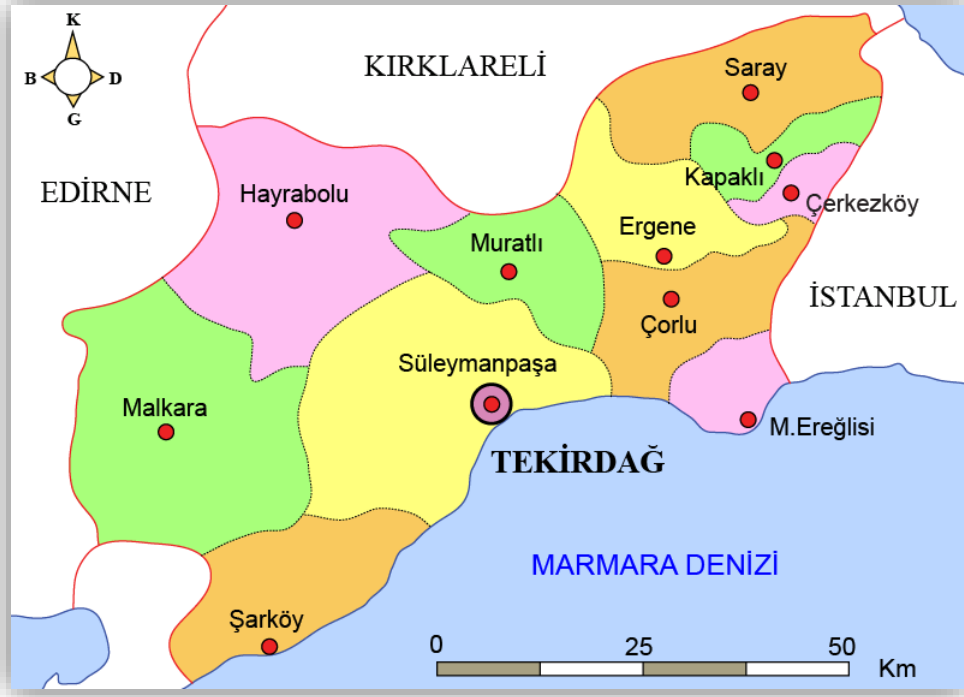 K
B D
G
KIRKLARELİ
Saray
EDİRNE
Kapaklı
Hayrabolu
Çerkezköy
Ergene
Muratlı
İSTANBUL
Çorlu
Süleymanpaşa
Malkara
M.Ereğlisi
TEKİRDAĞ
MARMARA DENİZİ
Şarköy
0 25 50
Km